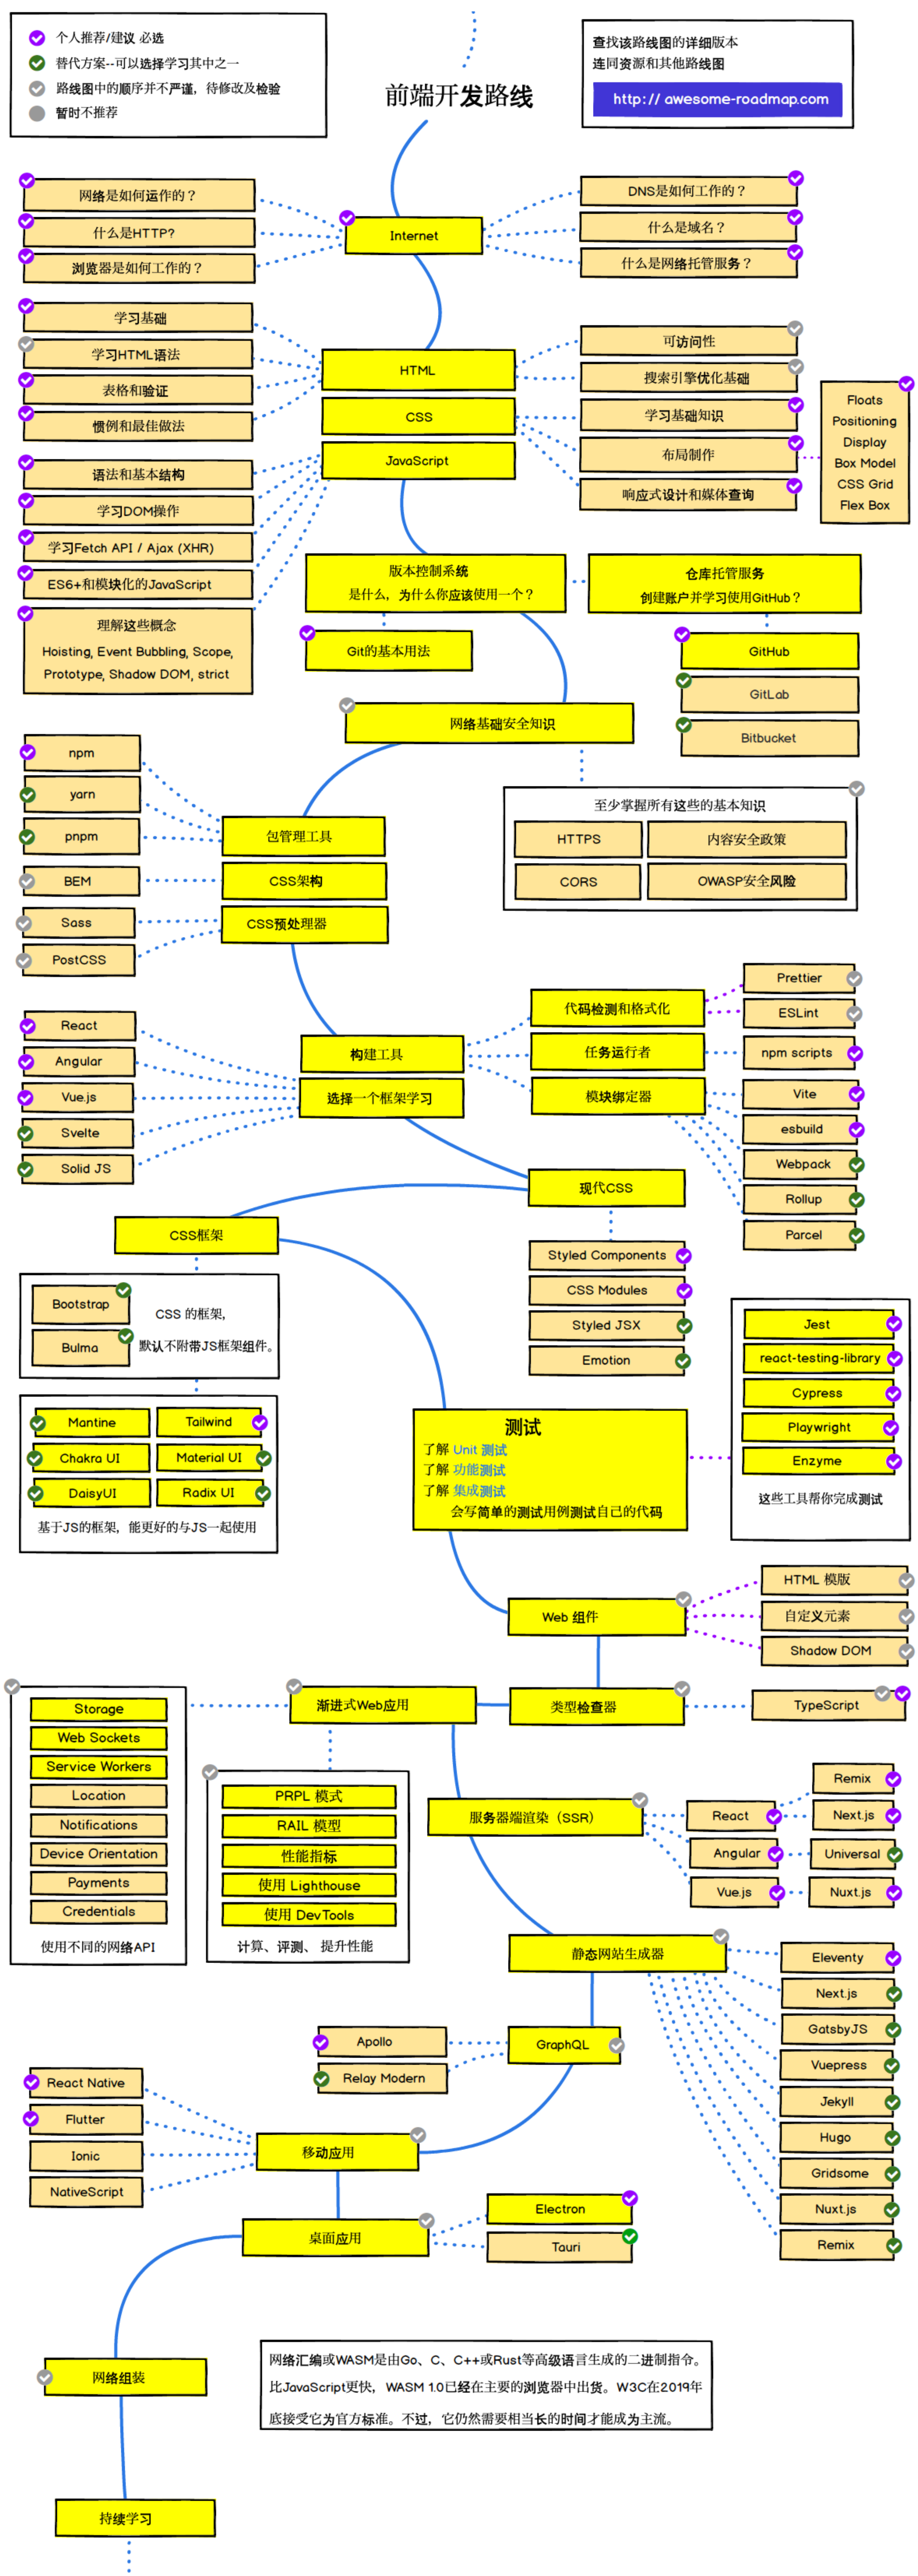 个人推荐/建议 必选
替代方案--可以选择学习其中之一
路线图中的顺序并不严谨，待修改及检验
暂时不推荐
查找该路线图的详细版本
连同资源和其他路线图
http:// awesome-roadmap.com
前端开发路线
网络是如何运作的？
什么是HTTP?
浏览器是如何工作的？
Internet
DNS是如何工作的？
什么是域名？
什么是网络托管服务？
学习基础
学习HTML语法
表格和验证
惯例和最佳做法
HTML
CSS
JavaScript
可访问性
搜索引擎优化基础
学习基础知识
布局制作
响应式设计和媒体查询
Floats
Positioning
Display
Box Model
CSS Grid
Flex Box
语法和基本结构
学习DOM操作
学习Fetch API / Ajax (XHR)
ES6+和模块化的JavaScript
理解这些概念
Hoisting, Event Bubbling, Scope,
Prototype, Shadow DOM, strict
版本控制系统
是什么，为什么你应该使用一个？
Git的基本用法
仓库托管服务
创建账户并学习使用GitHub？
GitHub
GitLab
Bitbucket
网络基础安全知识
至少掌握所有这些的基本知识
HTTPS
内容安全政策
CORS
OWASP安全风险
npm
yarn
pnpm
BEM
Sass
PostCSS
包管理工具
CSS架构
CSS预处理器
React
Angular
Vue.js
Svelte
Solid JS
构建工具
选择一个框架学习
代码检测和格式化
任务运行者
模块绑定器
Prettier
ESLint
npm scripts
Vite
esbuild
Webpack
Rollup
Parcel
现代CSS
Styled Components
CSS Modules
Styled JSX
Emotion
CSS框架
Bootstrap
Bulma
CSS 的框架，
默认不附带JS框架组件。
Mantine
Tailwind
Chakra UI
Material UI
DaisyUI
Radix UI
基于JS的框架，能更好的与JS一起使用
测试
了解 Unit 测试
了解 功能测试
了解 集成测试
会写简单的测试用例测试自己的代码
Jest
react-testing-library
Cypress
Playwright
Enzyme
这些工具帮你完成测试
Web 组件
HTML 模版
自定义元素
Shadow DOM
类型检查器
TypeScript
渐进式Web应用
Storage
Web Sockets
Service Workers
Location
Notifications
Device Orientation
Payments
Credentials
使用不同的网络API
PRPL 模式
RAIL 模型
性能指标
使用 Lighthouse
使用 DevTools
计算、评测、 提升性能
服务器端渲染（SSR）
React
Angular
Vue.js
Remix
Next.js
Universal
Nuxt.js
静态网站生成器
Eleventy
Next.js
GatsbyJS
Vuepress
Jekyll
Hugo
Gridsome
Nuxt.js
Remix
GraphQL
Apollo
Relay Modern
移动应用
React Native
Flutter
Ionic
NativeScript
桌面应用
Electron
Tauri
网络组装
网络汇编或WASM是由Go、C、C++或Rust等高级语言生成的二进制指令。
比JavaScript更快，WASM 1.0已经在主要的浏览器中出货。W3C在2019年
底接受它为官方标准。不过，它仍然需要相当长的时间才能成为主流。
持续学习